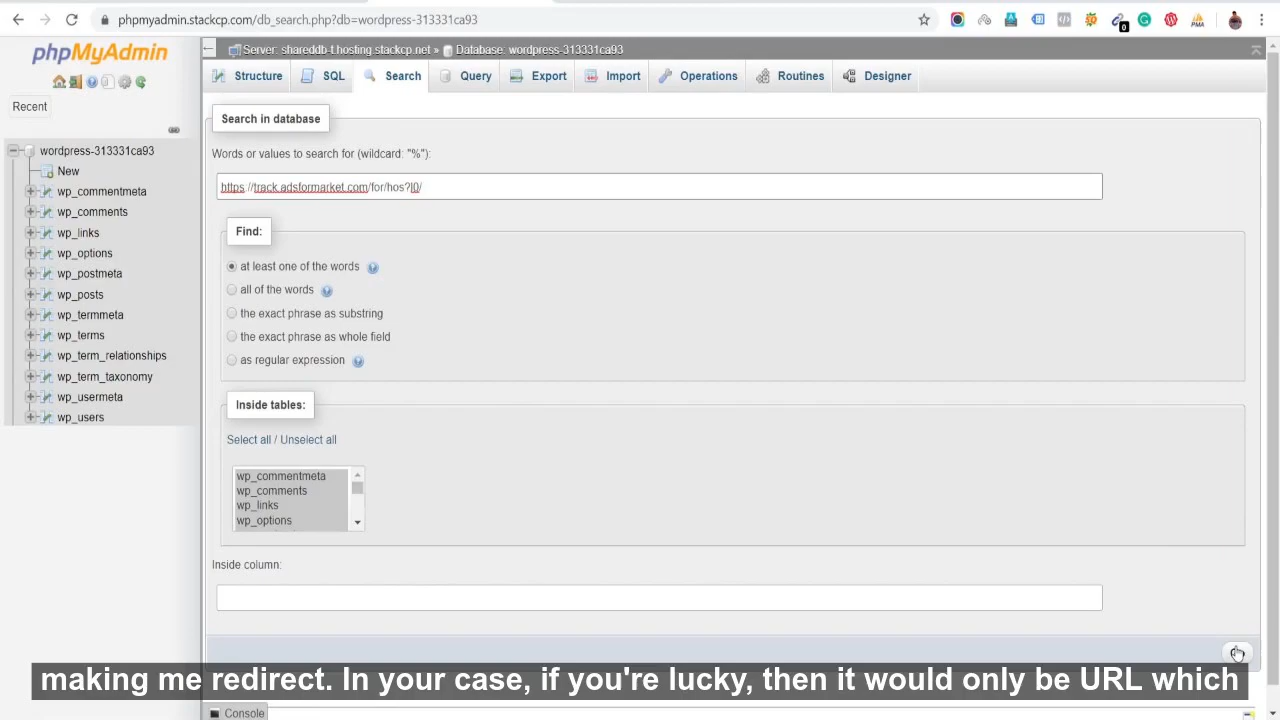 phpmyadmin.stackcp.com/db_search.php?db=wordpress-313331ca93
phpMyAdmin
Recent
wordpress-313331ca93
New
wp_commentmeta
wp_comments
wp_links
wp_options
wp_postmeta
wp_posts
wp_termmeta
wp_terms
wp_term_relationships
wp_term_taxonomy
wp_usermeta
wp_users
Server: shareddb-t.hosting.stackcp.net » Database: wordpress-313331ca93
Structure SQL Search Query Export Import Operations Routines Designer
Search in database
Words or values to search for (wildcard: "%"):
https //track.adsformarket.com/for/hos?
Find:
at least one of the words
all of the words
the exact phrase as substring
the exact phrase as whole field
as regular expression
Inside tables:
Select all / Unselect all
wp_commentmeta
wp_comments
wp_links
wp_options
Inside column:
making me redirect. In your case, if you're lucky, then it would only be URL which
Console